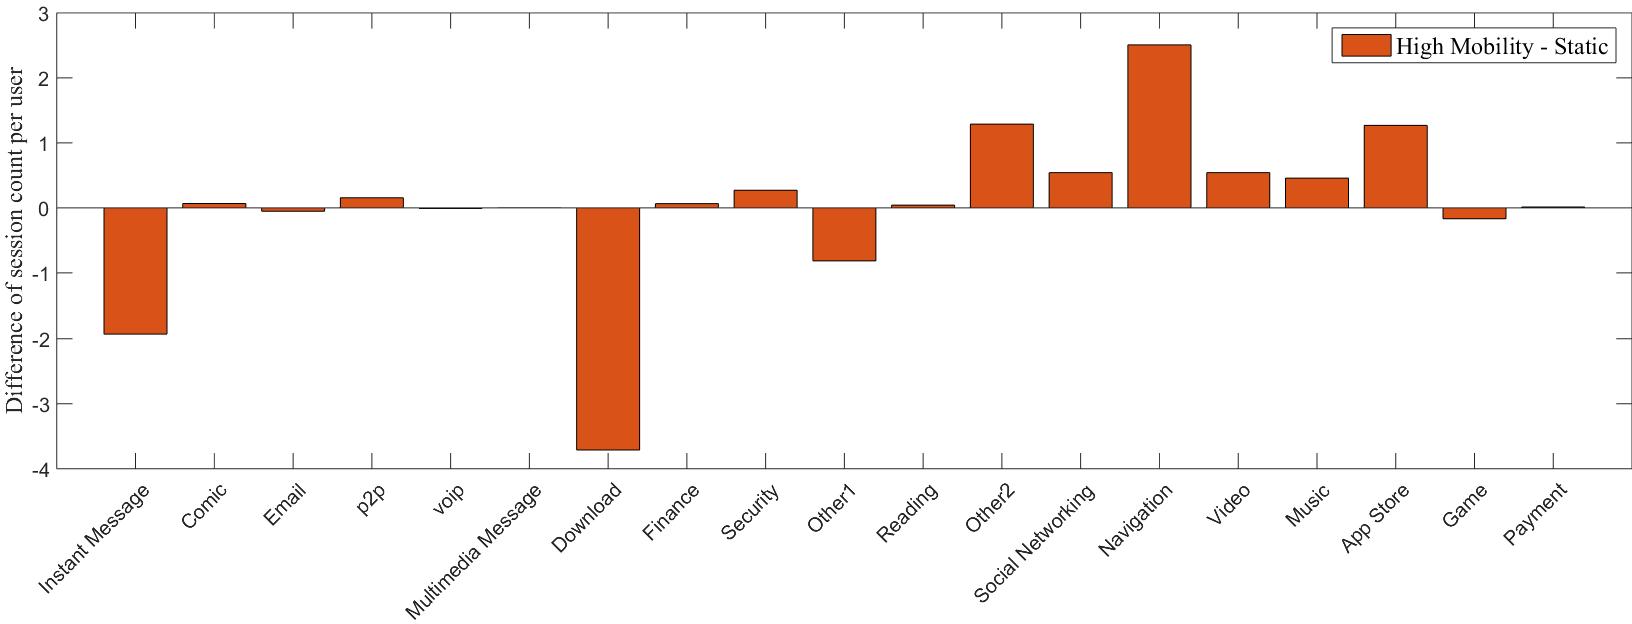 High Mobility - Static
Difference of session count per user
3
2
1
0
-1
-2
-3
-4
Instant Message
Comic
Email
p2p
voip
Multimedia Message
Download
Finance
Security
Other1
Reading
Other2
Social Networking
Navigation
Video
Music
App Store
Game
Payment